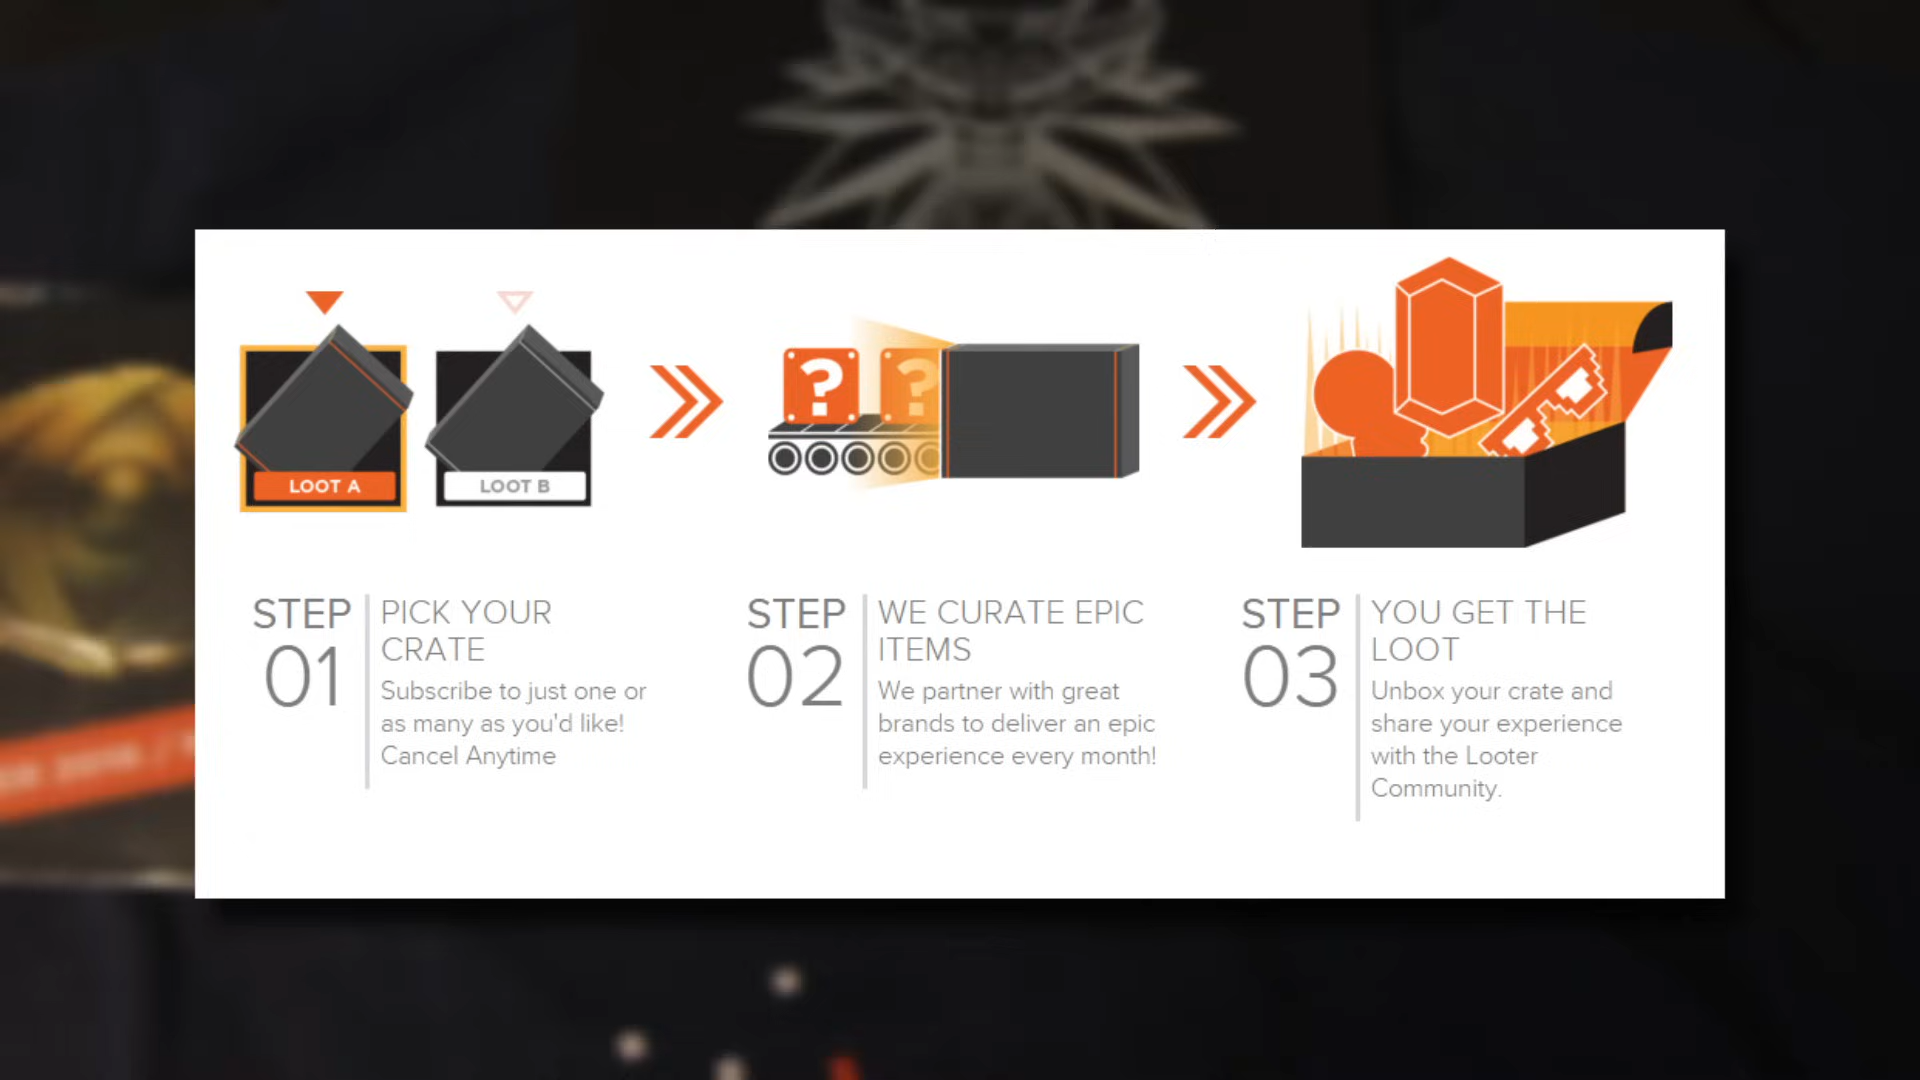 LOOT A
LOOT B
? ?
STEP
01
PICK YOUR
CRATE
Subscribe to just one or
as many as you'd like!
Cancel Anytime
STEP
02
WE CURATE EPIC
ITEMS
We partner with great
brands to deliver an epic
experience every month!
STEP
03
YOU GET THE
LOOT
Unbox your crate and
share your experience
with the Looter
Community.